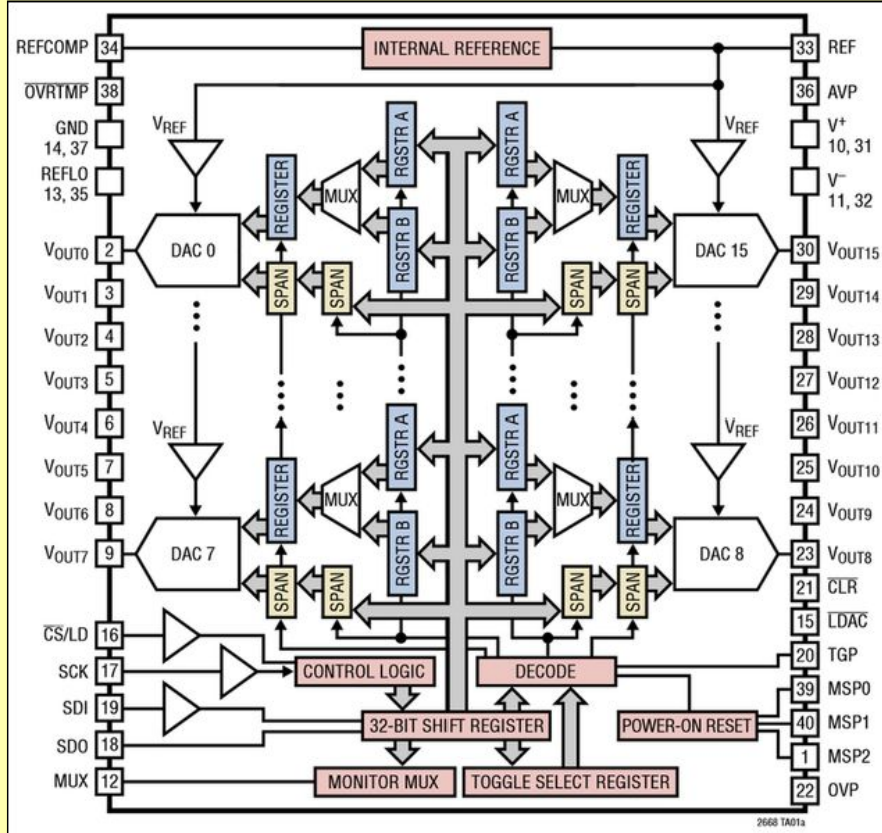 REFCOMP 34
INTERNAL REFERENCE
33 REF
OVRTMP 38
36 AVP
GND
14, 37
VREF
VREF
V+
10, 31
REFLO
13, 35
V−
11, 32
REGISTER
MUX
RGSTR A
RGSTR B
RGSTR A
RGSTR B
MUX
REGISTER
VOUT0 2
DAC 0
DAC 15
30 VOUT15
SPAN
SPAN
SPAN
SPAN
VOUT1 3
29 VOUT14
VOUT2 4
28 VOUT13
VOUT3 5
27 VOUT12
VOUT4 6
26 VOUT11
VREF
VREF
VOUT5 7
25 VOUT10
REGISTER
MUX
RGSTR A
RGSTR B
RGSTR A
RGSTR B
MUX
REGISTER
VOUT6 8
24 VOUT9
VOUT7 9
DAC 7
DAC 8
23 VOUT8
SPAN
SPAN
SPAN
SPAN
21 CLR
CS/LD 16
15 LDAC
SCK 17
CONTROL LOGIC
DECODE
20 TGP
SDI 19
39 MSP0
32-BIT SHIFT REGISTER
POWER-ON RESET
40 MSP1
SDO 18
1 MSP2
MUX 12
MONITOR MUX
TOGGLE SELECT REGISTER
22 OVP
2668 TA01a